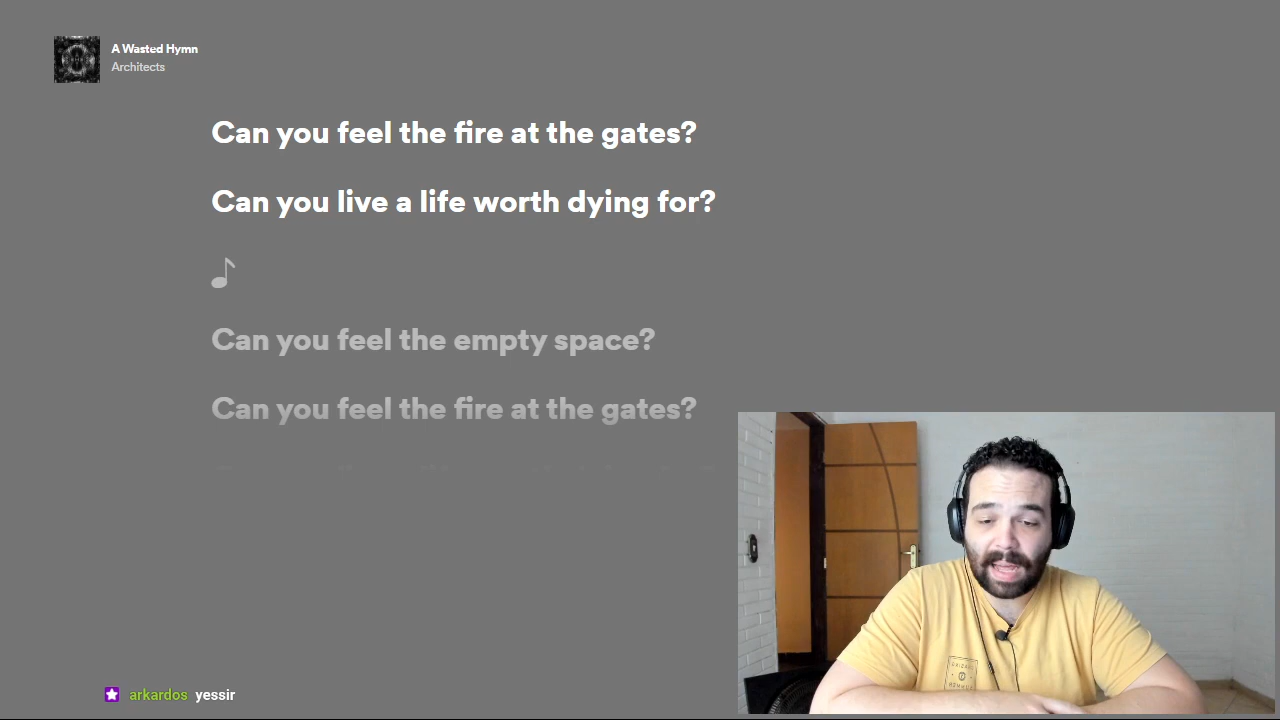 A Wasted Hymn
Architects
Can you feel the fire at the gates?
Can you live a life worth dying for?
Can you feel the empty space?
Can you feel the fire at the gates?
arkardos yessir